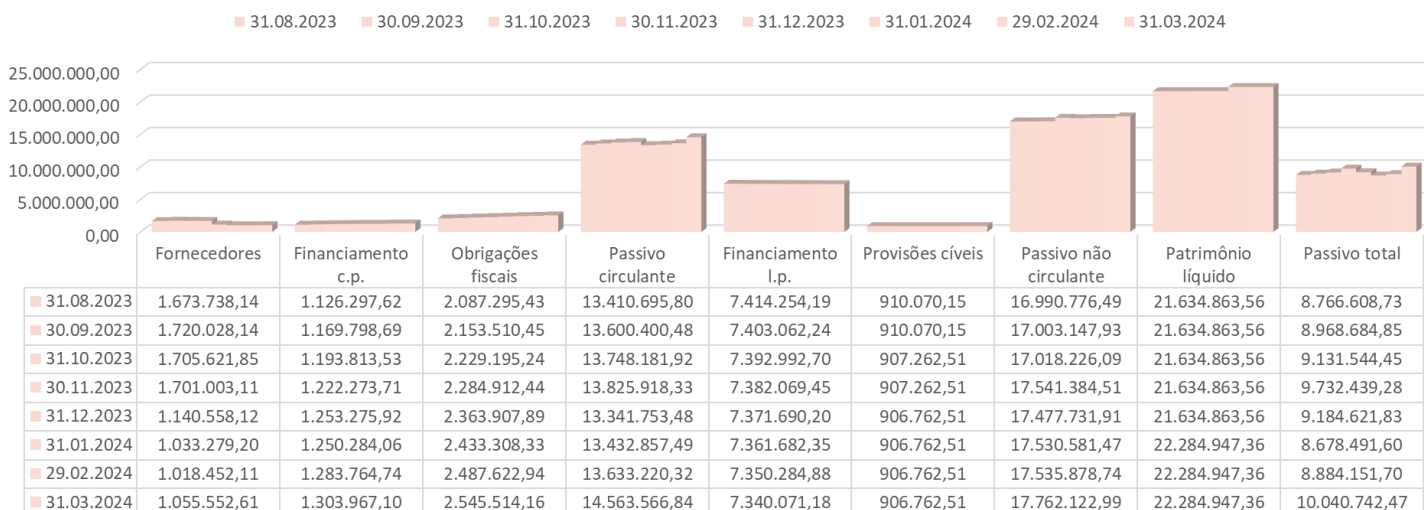 31.08.2023 30.09.2023 31.10.2023 30.11.2023 31.12.2023 31.01.2024 29.02.2024 31.03.2024
25.000.000,00
20.000.000,00
15.000.000,00
10.000.000,00
5.000.000,00
0,00
Fornecedores Financiamento c.p. Obrigações fiscais Passivo circulante Financiamento l.p. Provisões cíveis Passivo não circulante Patrimônio líquido Passivo total
31.08.2023 1.673.738,14 1.126.297,62 2.087.295,43 13.410.695,80 7.414.254,19 910.070,15 16.990.776,49 21.634.863,56 8.766.608,73
30.09.2023 1.720.028,14 1.169.798,69 2.153.510,45 13.600.400,48 7.403.062,24 910.070,15 17.003.147,93 21.634.863,56 8.968.684,85
31.10.2023 1.705.621,85 1.193.813,53 2.229.195,24 13.748.181,92 7.392.992,70 907.262,51 17.018.226,09 21.634.863,56 9.131.544,45
30.11.2023 1.701.003,11 1.222.273,71 2.284.912,44 13.825.918,33 7.382.069,45 907.262,51 17.541.384,51 21.634.863,56 9.732.439,28
31.12.2023 1.140.558,12 1.253.275,92 2.363.907,89 13.341.753,48 7.371.690,20 906.762,51 17.477.731,91 21.634.863,56 9.184.621,83
31.01.2024 1.033.279,20 1.250.284,06 2.433.308,33 13.432.857,49 7.361.682,35 906.762,51 17.530.581,47 22.284.947,36 8.678.491,60
29.02.2024 1.018.452,11 1.283.764,74 2.487.622,94 13.633.220,32 7.350.284,88 906.762,51 17.535.878,74 22.284.947,36 8.884.151,70
31.03.2024 1.055.552,61 1.303.967,10 2.545.514,16 14.563.566,84 7.340.071,18 906.762,51 17.762.122,99 22.284.947,36 10.040.742,47